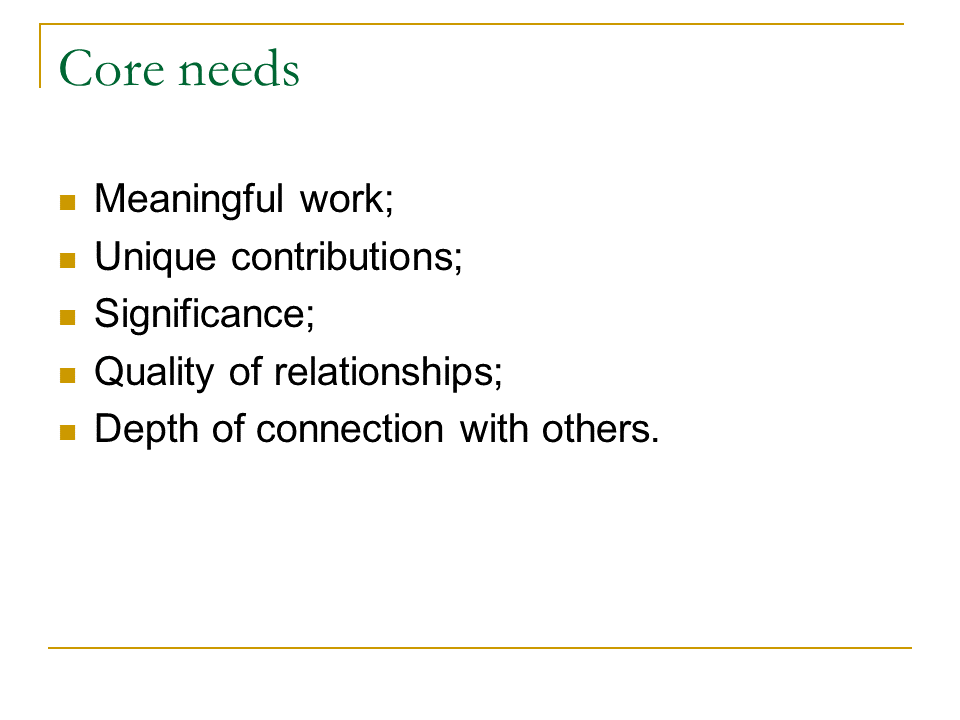 Core needs
Meaningful work;
Unique contributions;
Significance;
Quality of relationships;
Depth of connection with others.